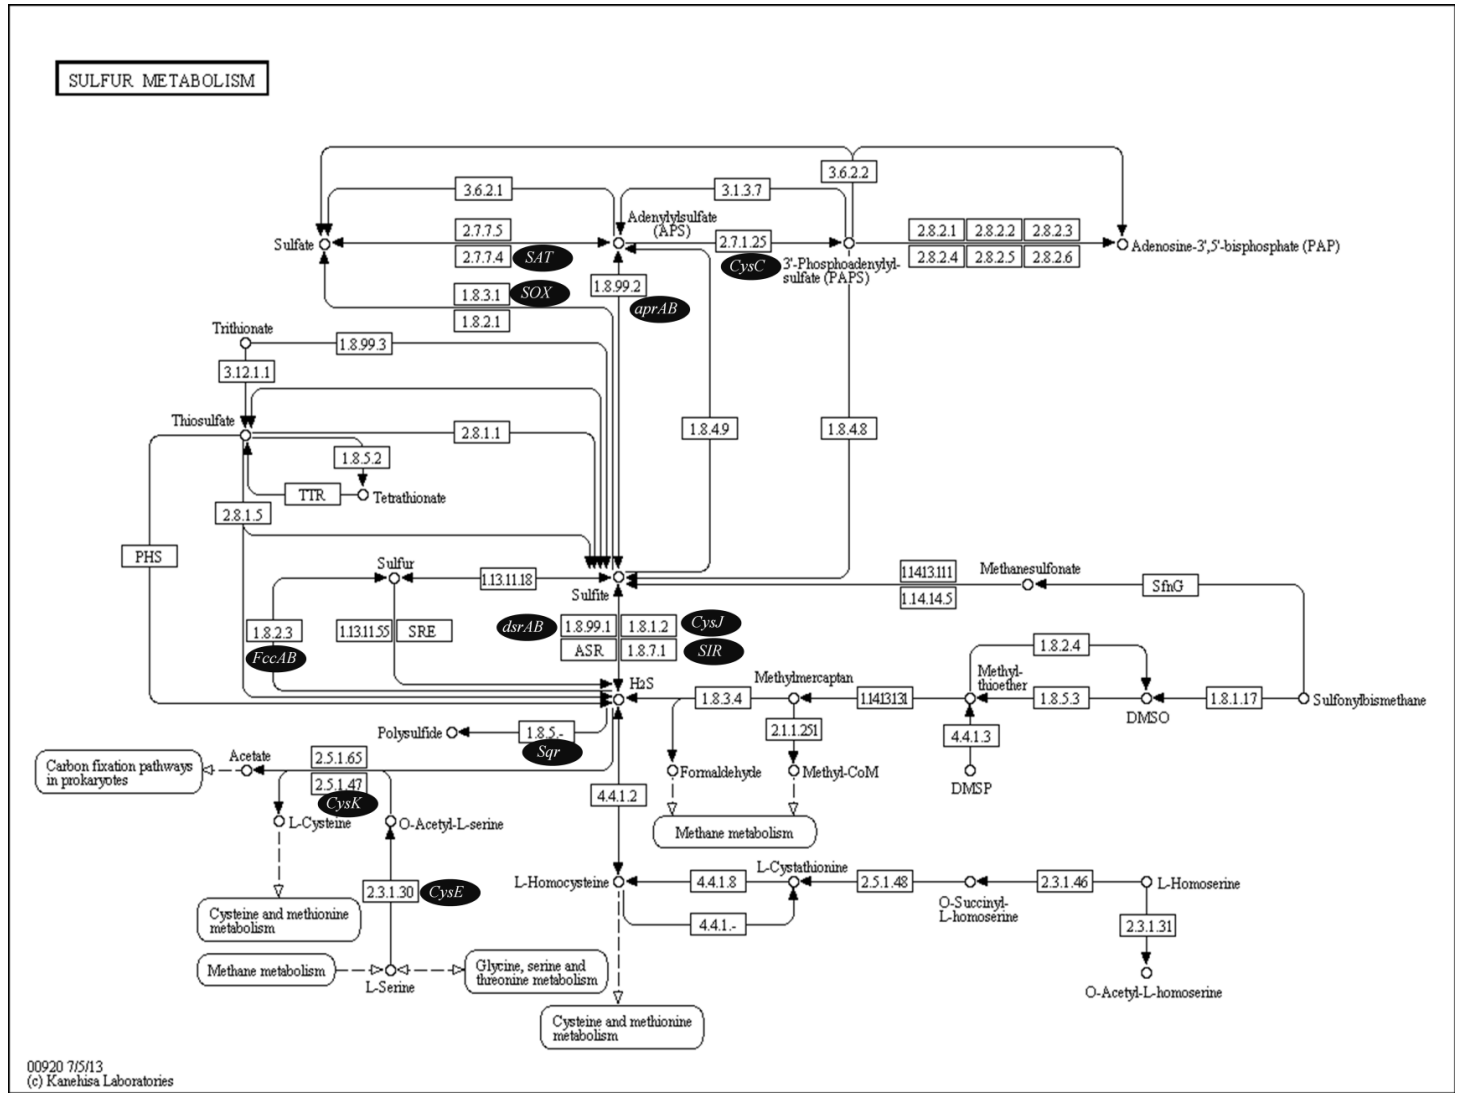 SULFUR METABOLISM
3.6.2.2
3.6.2.1
3.1.3.7
Adenylylsulfate
(APS)
2.7.7.5
2.7.1.25
2.8.2.1
2.8.2.2
2.8.2.3
Sulfate
Adenosine-3',5'-bisphosphate (PAP)
2.7.7.4
SAT
CysC
3'-Phosphoadenylyl-
sulfate (PAPS)
2.8.2.4
2.8.2.5
2.8.2.6
1.8.3.1
SOX
1.8.99.2
aprAB
1.8.2.1
Trithionate
1.8.99.3
3.12.1.1
Thiosulfate
2.8.1.1
1.8.4.9
1.8.4.8
1.8.5.2
TTR
Tetrathionate
2.8.1.5
PHS
Sulfur
1.13.11.18
Sulfite
1.14.13.111
1.14.14.5
Methanesulfonate
SfnG
1.8.2.3
FccAB
1.13.11.55
SRE
dsrAB
1.8.99.1
1.8.1.2
CysJ
ASR
1.8.7.1
SIR
1.8.2.4
H2S
Methylmercaptan
Methyl-
thioether
1.8.3.4
1.14.13.131
1.8.5.3
DMSO
1.8.1.17
Sulfonylbismethane
Polysulfide
1.8.5.-
Sqr
2.1.1.251
4.4.1.3
Carbon fixation pathways
in prokaryotes
Acetate
2.5.1.65
2.5.1.47
CysK
Formaldehyde
Methyl-CoM
DMSP
4.4.1.2
L-Cysteine
O-Acetyl-L-serine
Methane metabolism
2.3.1.30
CysE
L-Homocysteine
4.4.1.8
L-Cystathionine
2.5.1.48
O-Succinyl-
L-homoserine
2.3.1.46
L-Homoserine
Cysteine and methionine
metabolism
4.4.1.-
2.3.1.31
Methane metabolism
L-Serine
Glycine, serine and
threonine metabolism
O-Acetyl-L-homoserine
Cysteine and methionine
metabolism
00920 7/5/13
(c) Kanehisa Laboratories